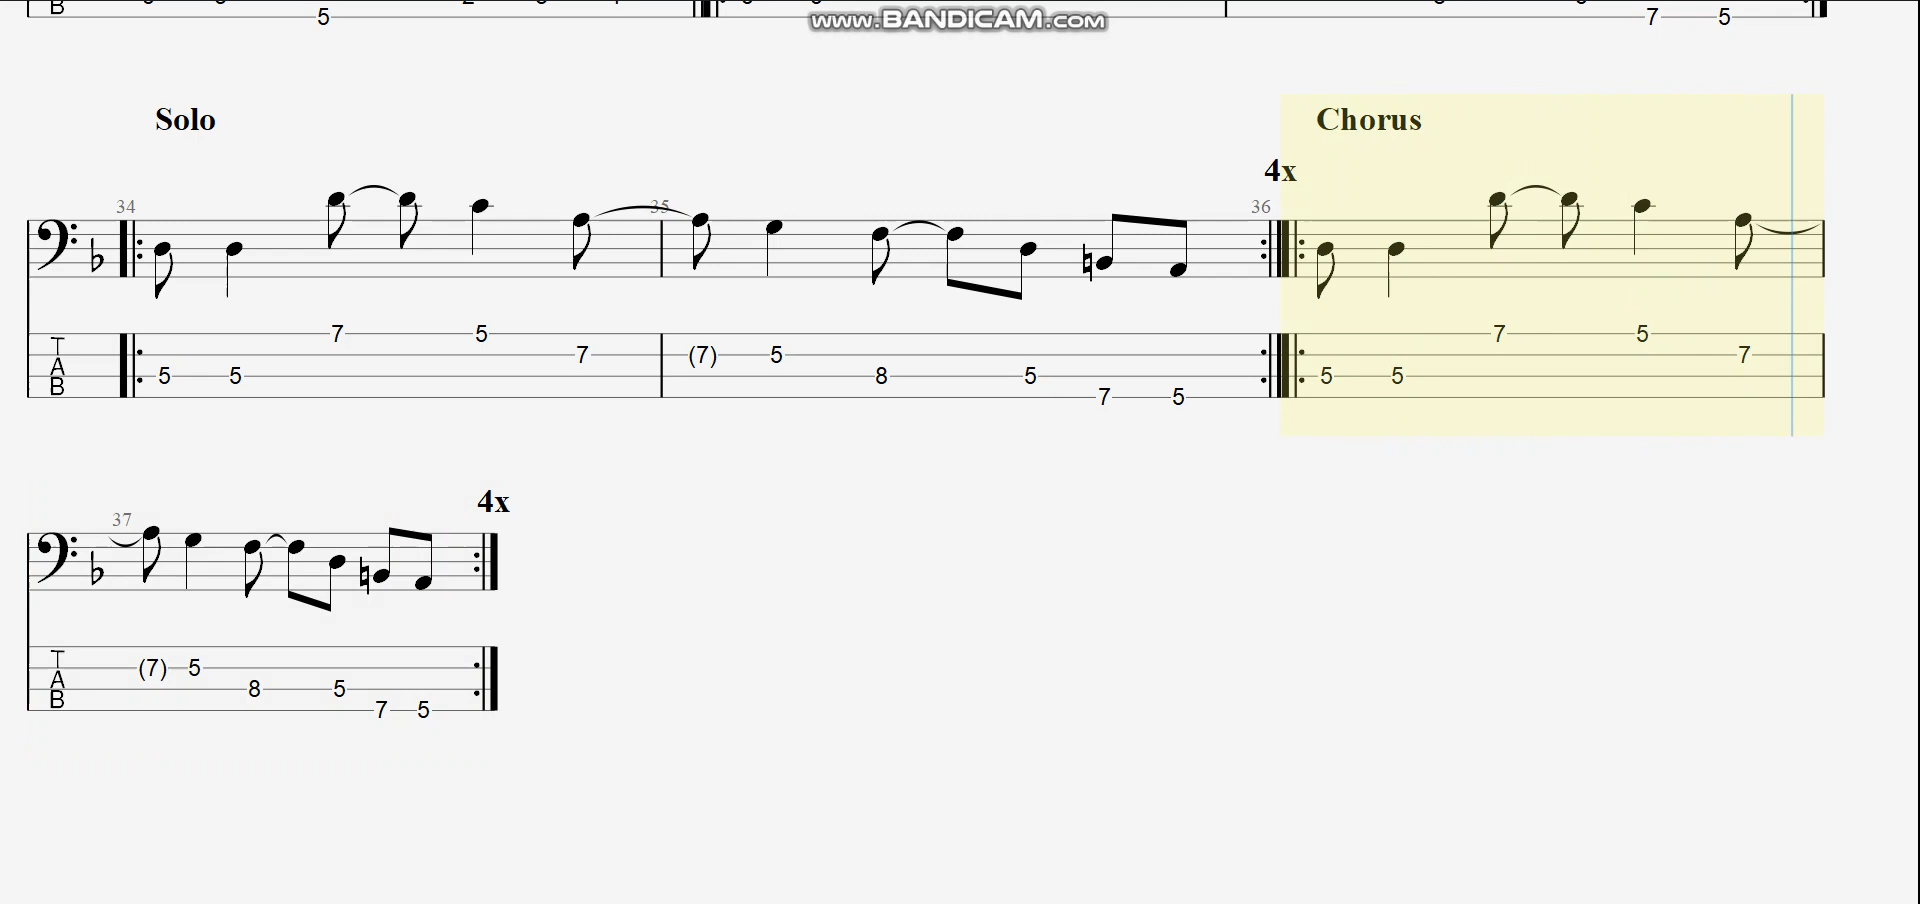 B 5 7 5
www.BANDICAM.com
Solo Chorus
4x
34 35 36
7 5 7 5
7 (7) 5 7
5 5 8 5 5 5
7 5
T
A
B
4x
37
(7) 5
8 5
7 5
T
A
B